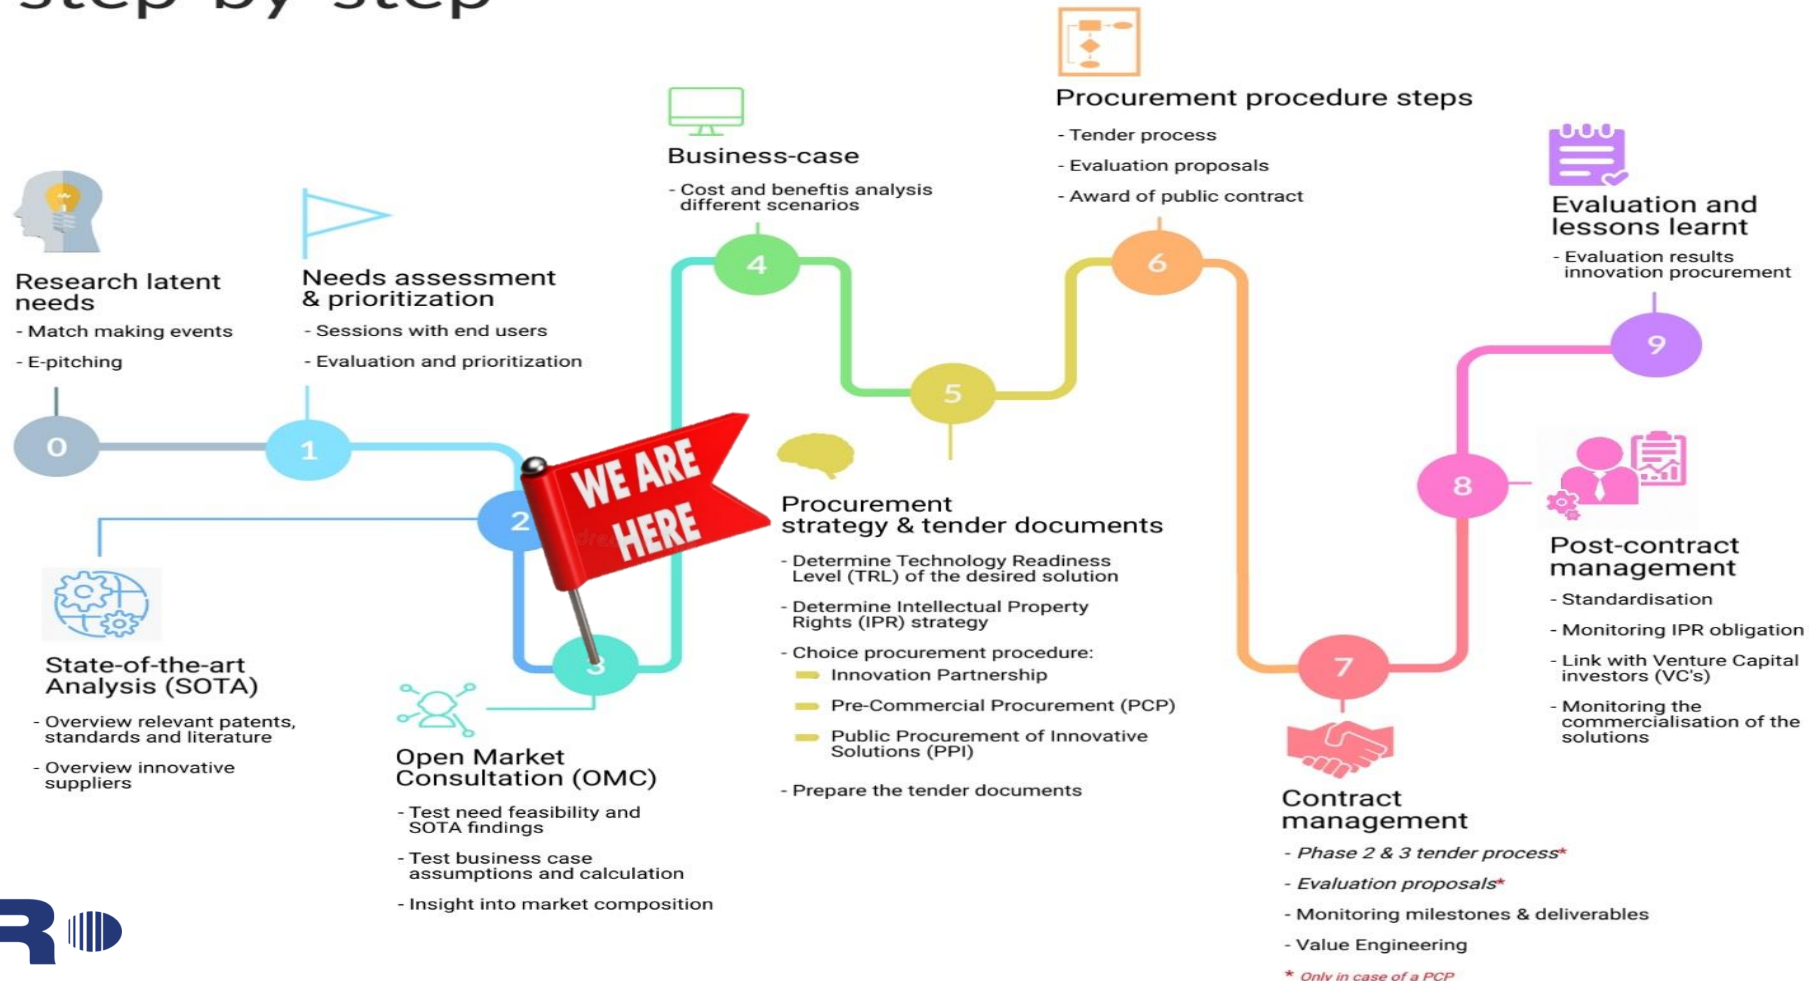 step-by-step
Research latent
needs
- Match making events
- E-pitching
0
Needs assessment
& prioritization
- Sessions with end users
- Evaluation and prioritization
1
2
State-of-the-art
Analysis (SOTA)
- Overview relevant patents,
standards and literature
- Overview innovative
suppliers
WE ARE
HERE
3
Open Market
Consultation (OMC)
- Test need feasibility and
SOTA findings
- Test business case
assumptions and calculation
- Insight into market composition
Business-case
- Cost and beneftis analysis
different scenarios
4
5
Procurement
strategy & tender documents
- Determine Technology Readiness
Level (TRL) of the desired solution
- Determine Intellectual Property
Rights (IPR) strategy
- Choice procurement procedure:
Innovation Partnership
Pre-Commercial Procurement (PCP)
Public Procurement of Innovative
Solutions (PPI)
- Prepare the tender documents
Procurement procedure steps
- Tender process
- Evaluation proposals
- Award of public contract
6
7
Contract
management
- Phase 2 & 3 tender process*
- Evaluation proposals*
- Monitoring milestones & deliverables
- Value Engineering
* Only in case of a PCP
8
Post-contract
management
- Standardisation
- Monitoring IPR obligation
- Link with Venture Capital
investors (VC's)
- Monitoring the
commercialisation of the
solutions
Evaluation and
lessons learnt
- Evaluation results
innovation procurement
9
R